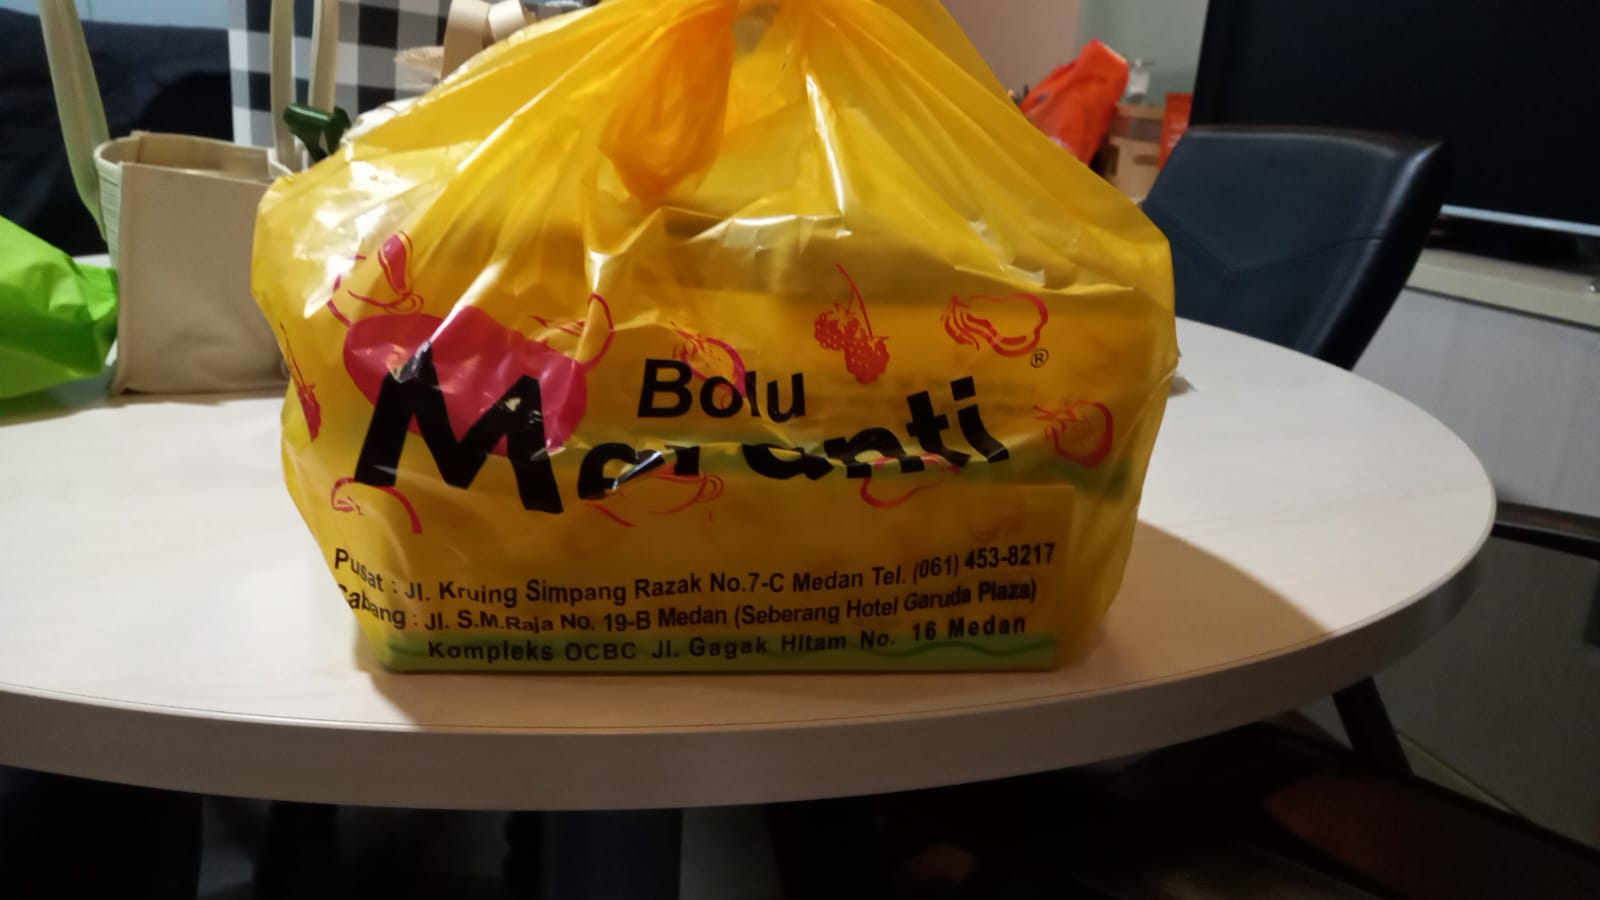 Bolu
Meranti
®
Pusat : Jl. Kruing Simpang Razak No.7-C Medan Tel. (061) 453-8217
Cabang : Jl. S.M.Raja No. 19-B Medan (Seberang Hotel Garuda Plaza)
Kompleks OCBC Jl. Gagak Hitam No. 16 Medan